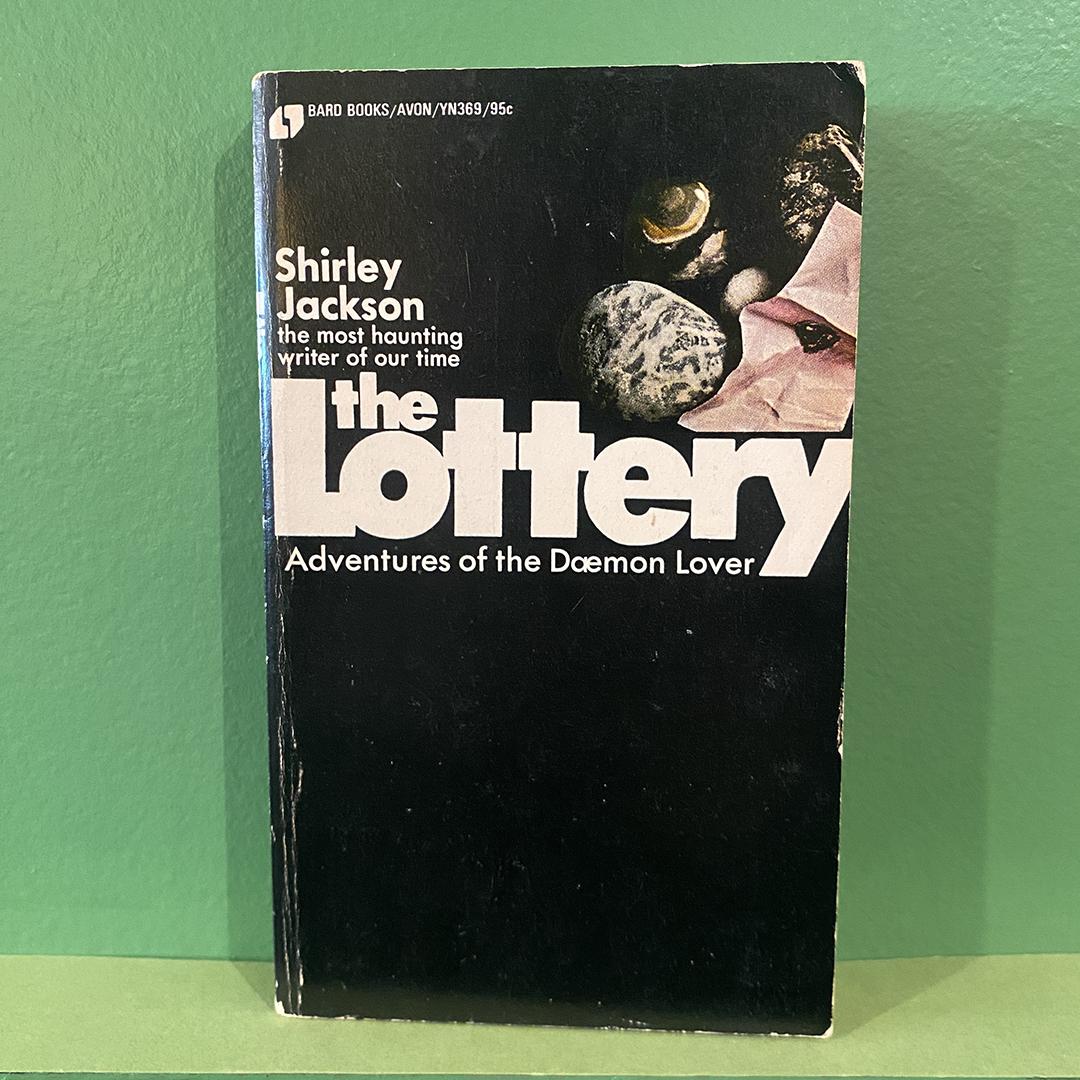 BARD BOOKS/AVON/YN369/95c
Shirley
Jackson
the most haunting
writer of our time
the
Lottery
Adventures of the Dæmon Lover